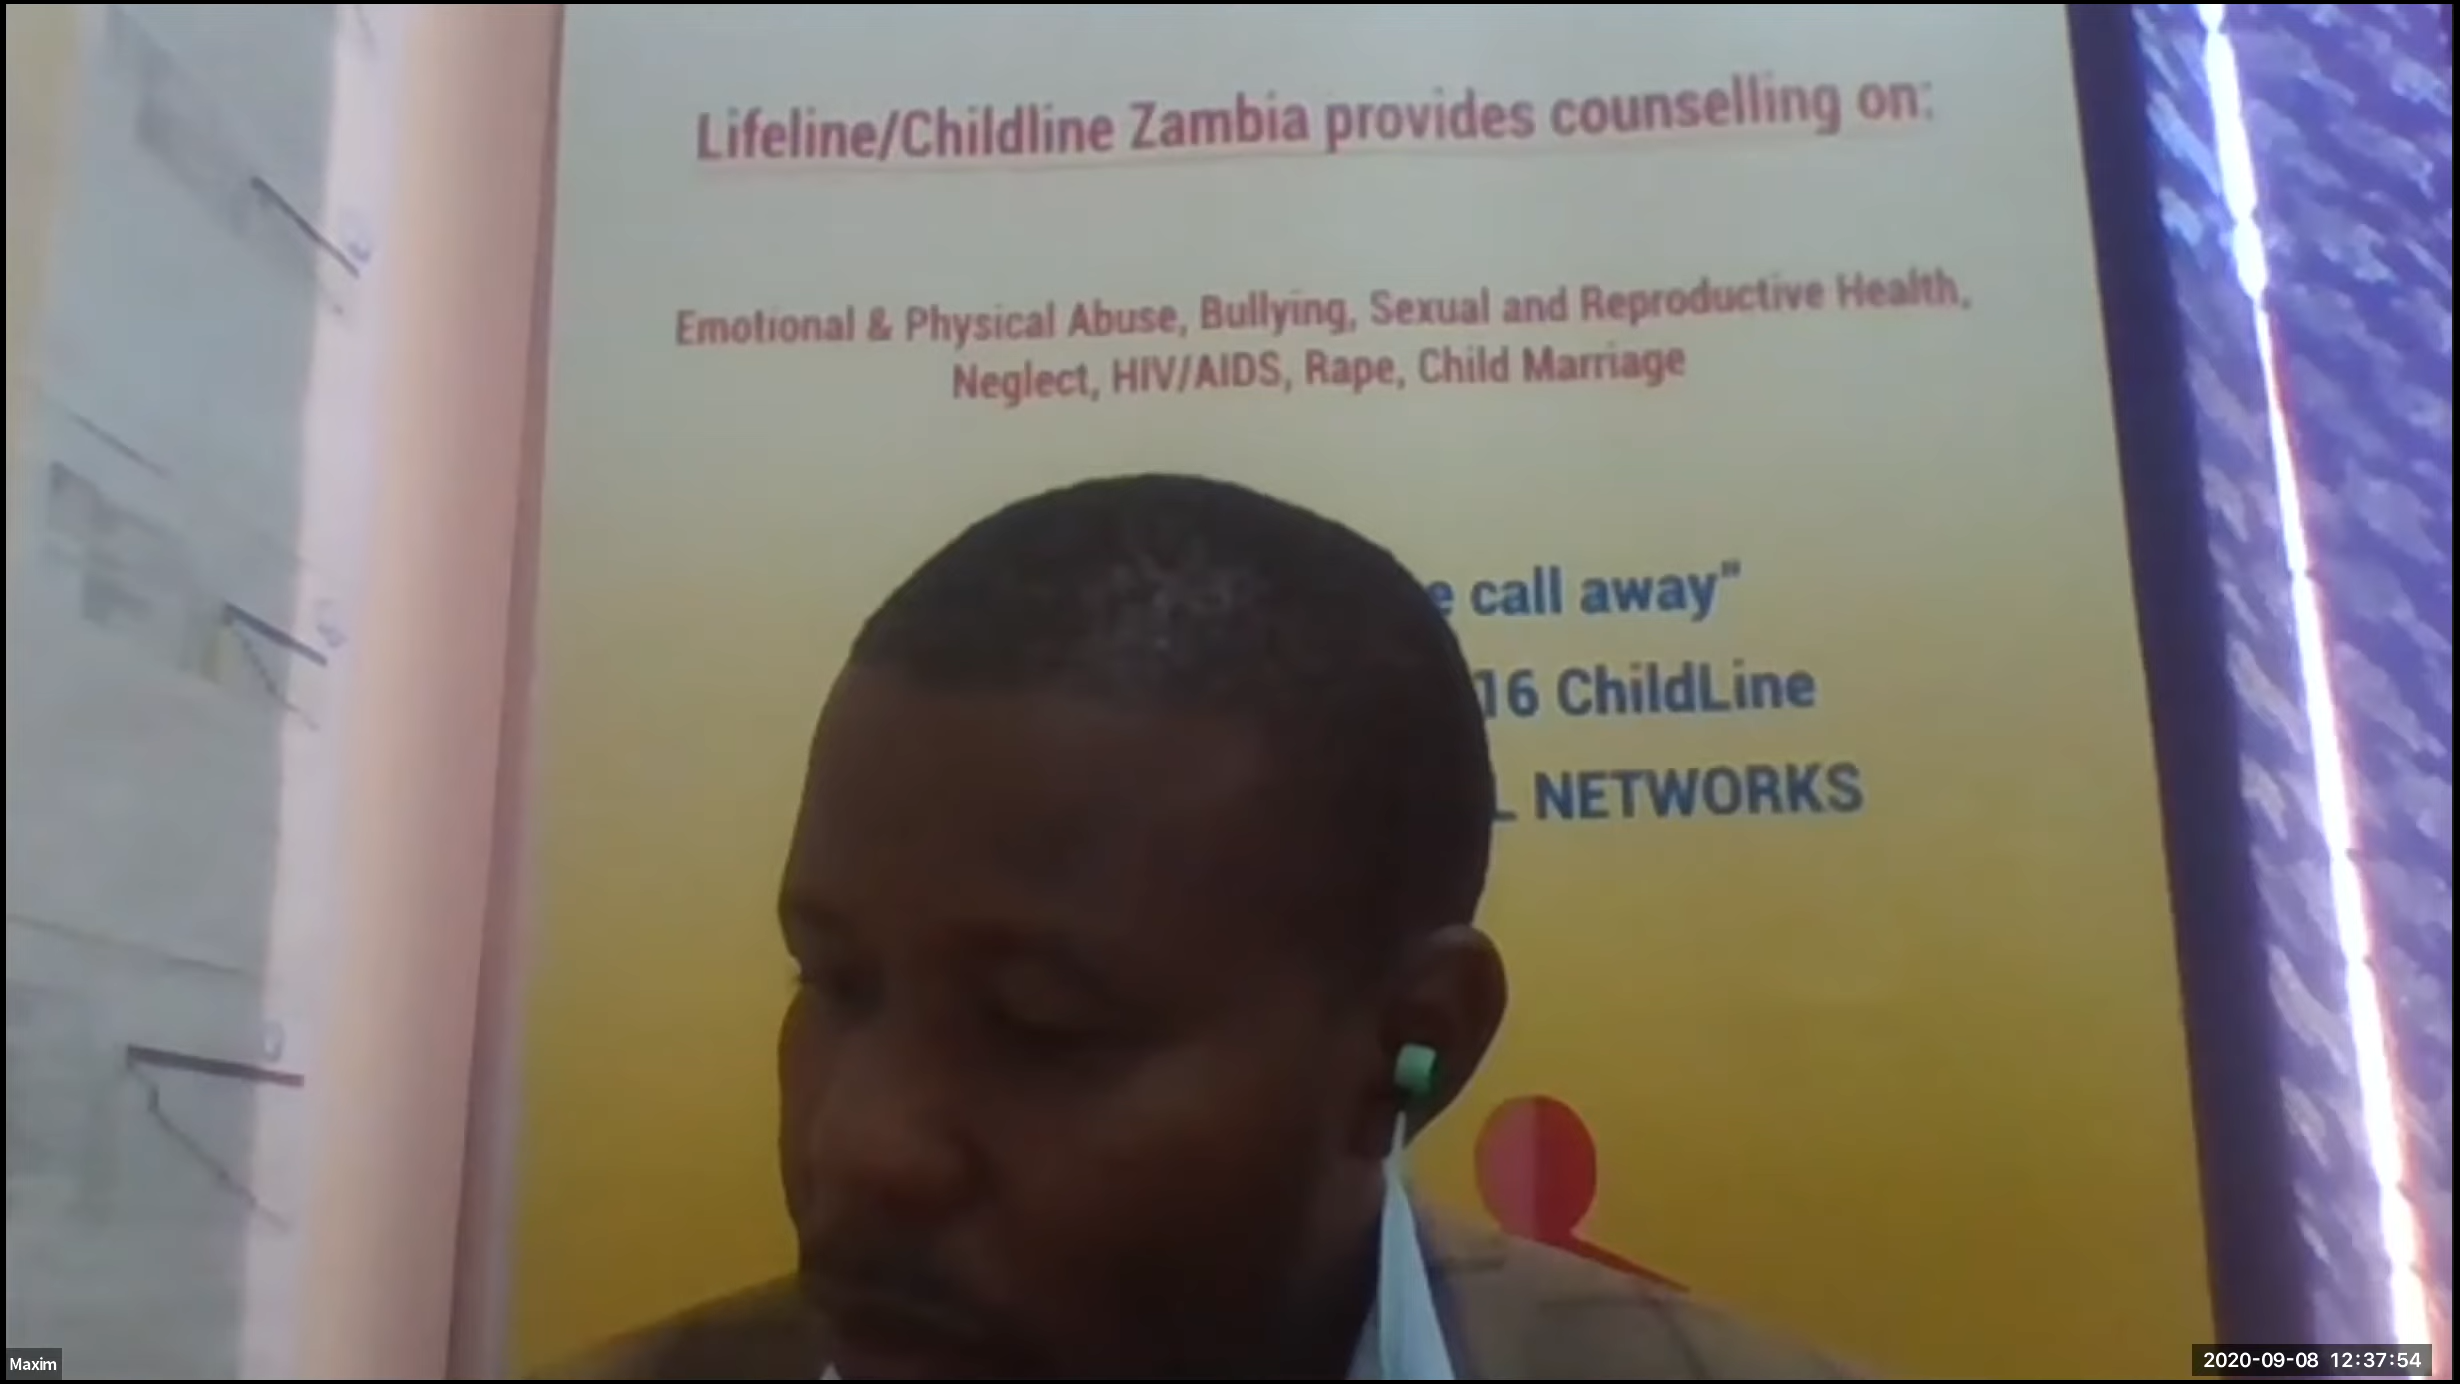 Lifeline/Childline Zambia provides counselling on:
Emotional & Physical Abuse, Bullying, Sexual and Reproductive Health,
Neglect, HIV/AIDS, Rape, Child Marriage
call away"
16 ChildLine
NETWORKS
Maxim
2020-09-08 12:37:54